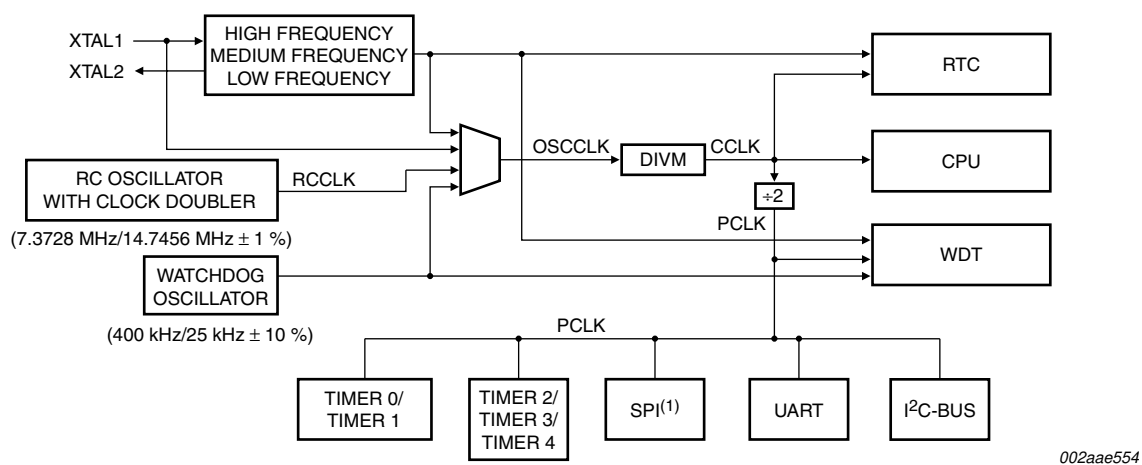 XTAL1
XTAL2
HIGH FREQUENCY
MEDIUM FREQUENCY
LOW FREQUENCY
RTC
OSCCLK
DIVM
CCLK
CPU
RC OSCILLATOR
WITH CLOCK DOUBLER
RCCLK
(7.3728 MHz/14.7456 MHz ± 1 %)
÷2
PCLK
WDT
WATCHDOG
OSCILLATOR
(400 kHz/25 kHz ± 10 %)
PCLK
TIMER 0/
TIMER 1
TIMER 2/
TIMER 3/
TIMER 4
SPI(1)
UART
I2C-BUS
002aae554